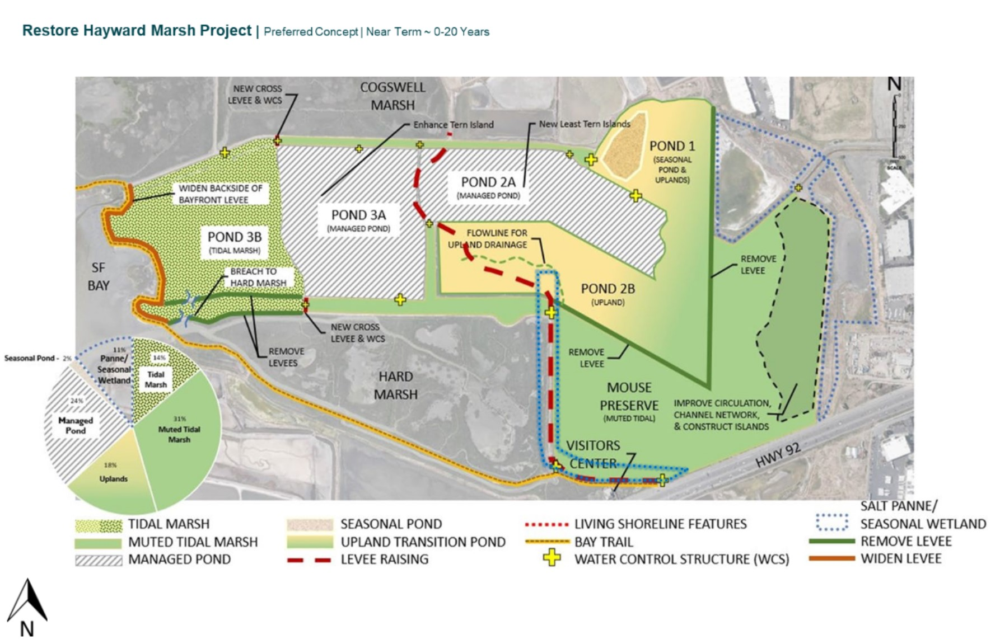 Restore Hayward Marsh Project | Preferred Concept | Near Term ~ 0-20 Years
NEW CROSS
LEVEE & WCS
COGSWELL
MARSH
N
Enhance Tern Island
New Least Tern Islands
POND 1
(SEASONAL
POND &
UPLANDS)
SCALE
WIDEN BACKSIDE OF
BAYFRONT LEVEE
POND 2A
(MANAGED POND)
POND 3A
(MANAGED POND)
POND 3B
(TIDAL MARSH)
FLOWLINE FOR
UPLAND DRAINAGE
SF
BAY
BREACH TO
HARD MARSH
REMOVE
LEVEE
POND 2B
(UPLAND)
NEW CROSS
LEVEE & WCS
REMOVE
LEVEES
REMOVE
LEVEE
HARD
MARSH
MOUSE
PRESERVE
(MUTED TIDAL)
IMPROVE CIRCULATION,
CHANNEL NETWORK,
& CONSTRUCT ISLANDS
VISITORS
CENTER
HWY 92
Seasonal Pond - 2%
11%
Panne/
Seasonal
Wetland
14%
Tidal
Marsh
24%
Managed
Pond
31%
Muted Tidal
Marsh
18%
Uplands
TIDAL MARSH
MUTED TIDAL MARSH
MANAGED POND
SEASONAL POND
UPLAND TRANSITION POND
LEVEE RAISING
LIVING SHORELINE FEATURES
BAY TRAIL
WATER CONTROL STRUCTURE (WCS)
SALT PANNE/
SEASONAL WETLAND
REMOVE LEVEE
WIDEN LEVEE
N